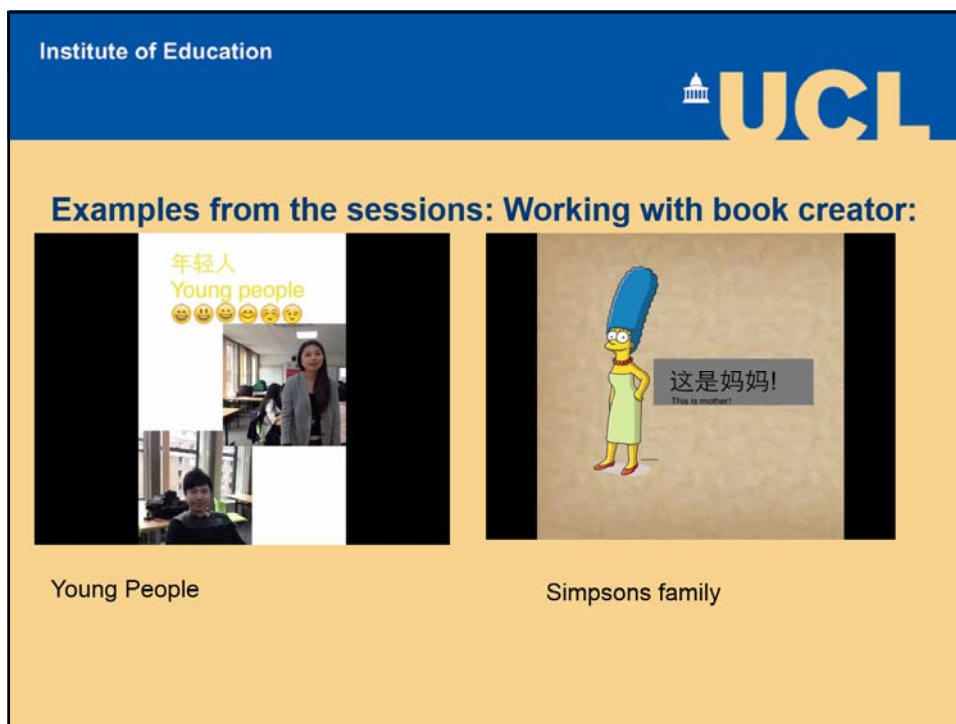 Institute of Education
UCL
Examples from the sessions: Working with book creator:
年轻人
Young people
这是妈妈!
This is mother!
Young People
Simpsons family